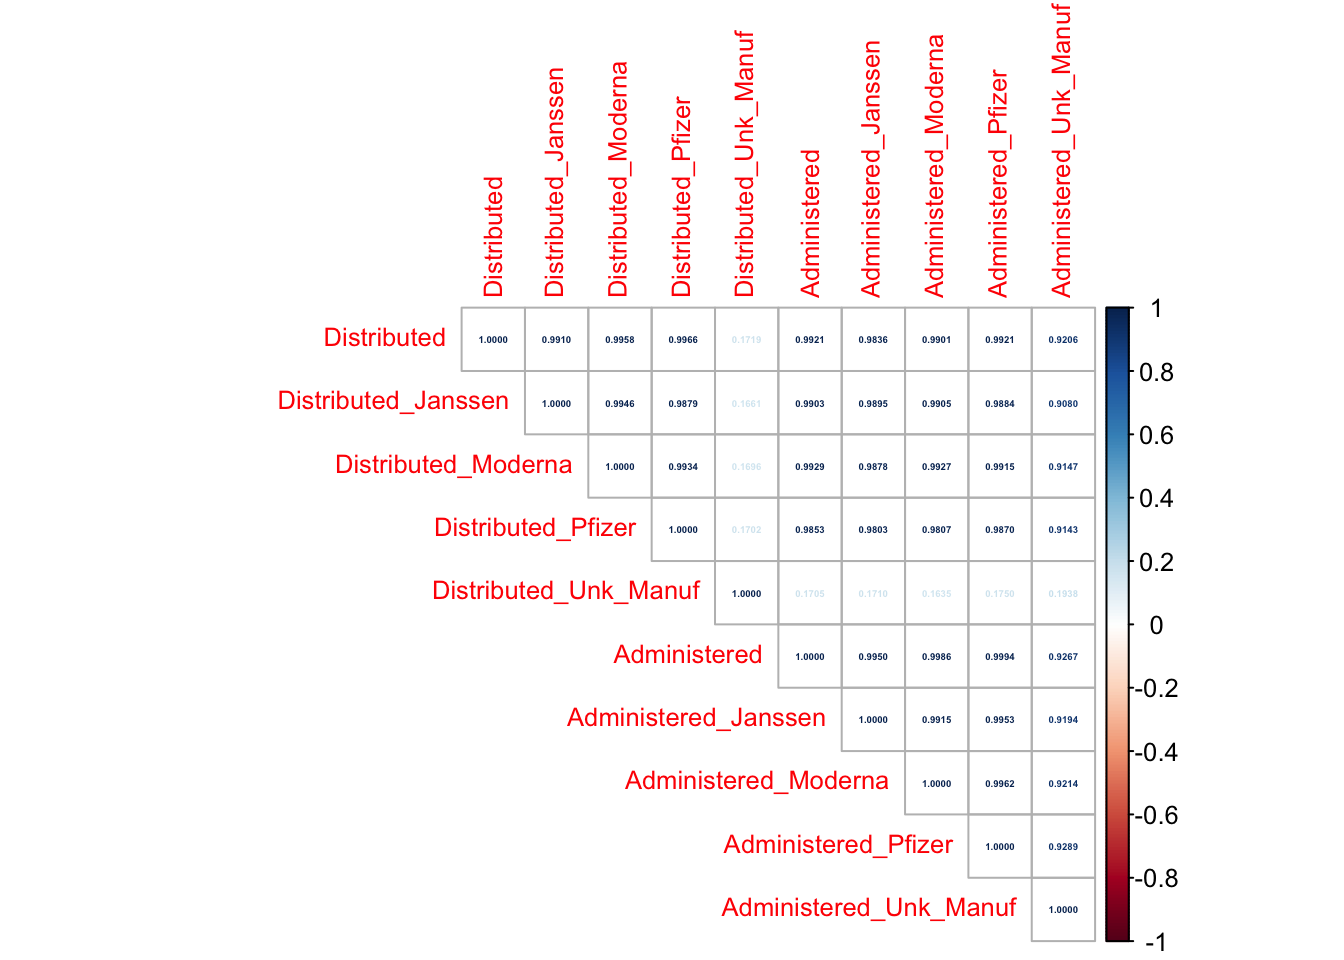 Distributed
Distributed_Janssen
Distributed_Moderna
Distributed_Pfizer
Distributed_Unk_Manuf
Administered
Administered_Janssen
Administered_Moderna
Administered_Pfizer
Administered_Unk_Manuf
Distributed 1.0000 0.9910 0.9958 0.9966 0.1719 0.9921 0.9836 0.9901 0.9921 0.9206
Distributed_Janssen 1.0000 0.9946 0.9879 0.1661 0.9903 0.9895 0.9905 0.9884 0.9080
Distributed_Moderna 1.0000 0.9934 0.1696 0.9929 0.9878 0.9927 0.9915 0.9147
Distributed_Pfizer 1.0000 0.1702 0.9853 0.9803 0.9807 0.9870 0.9143
Distributed_Unk_Manuf 1.0000 0.1705 0.1710 0.1635 0.1750 0.1938
Administered 1.0000 0.9950 0.9986 0.9994 0.9267
Administered_Janssen 1.0000 0.9915 0.9953 0.9194
Administered_Moderna 1.0000 0.9962 0.9214
Administered_Pfizer 1.0000 0.9289
Administered_Unk_Manuf 1.0000
1
0.8
0.6
0.4
0.2
0
-0.2
-0.4
-0.6
-0.8
-1